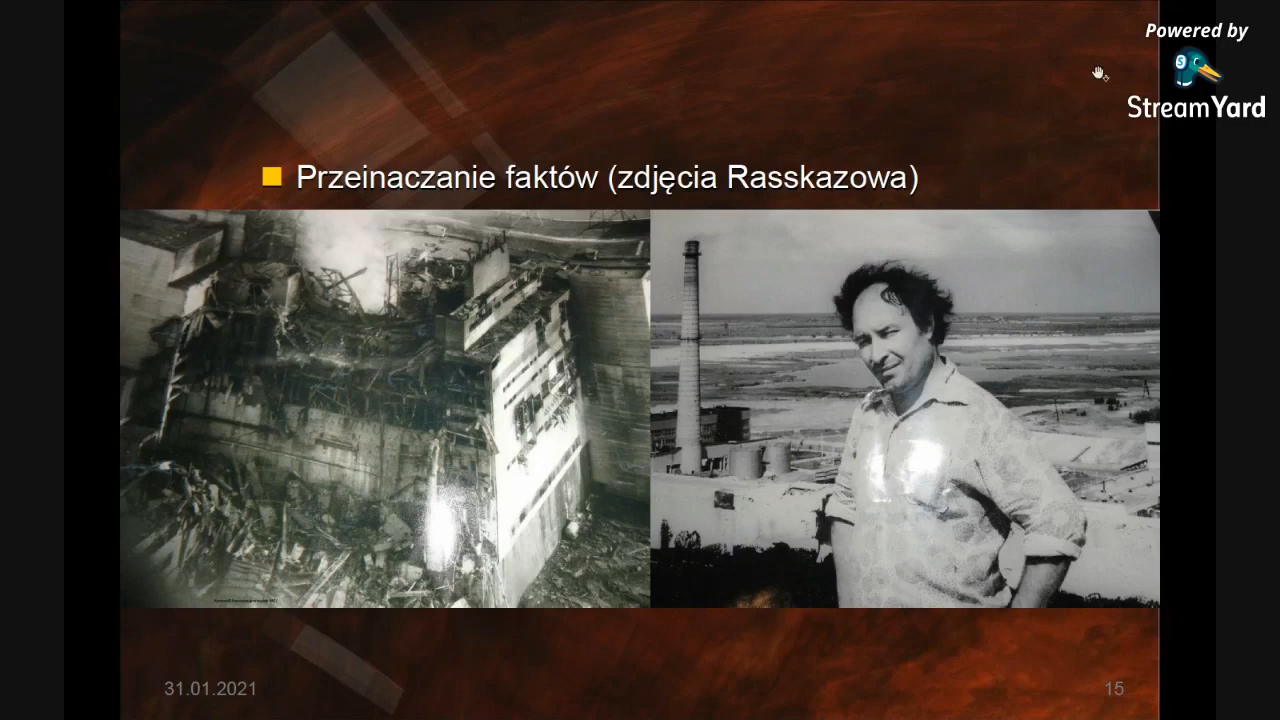 Powered by
StreamYard
Przeinaczanie faktów (zdjęcia Rasskazowa)
31.01.2021
15